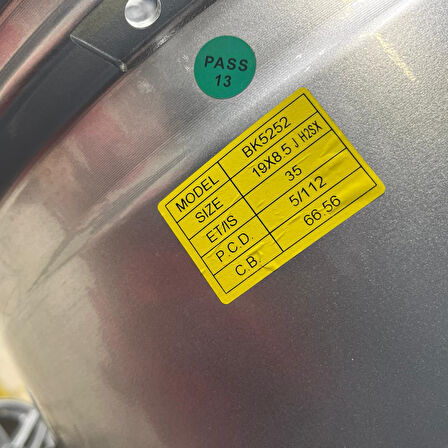 PASS
13
MODEL BK5252
SIZE 19X8.5 J H2SX
ET/IS 35
P.C.D. 5/112
C.B. 66.56